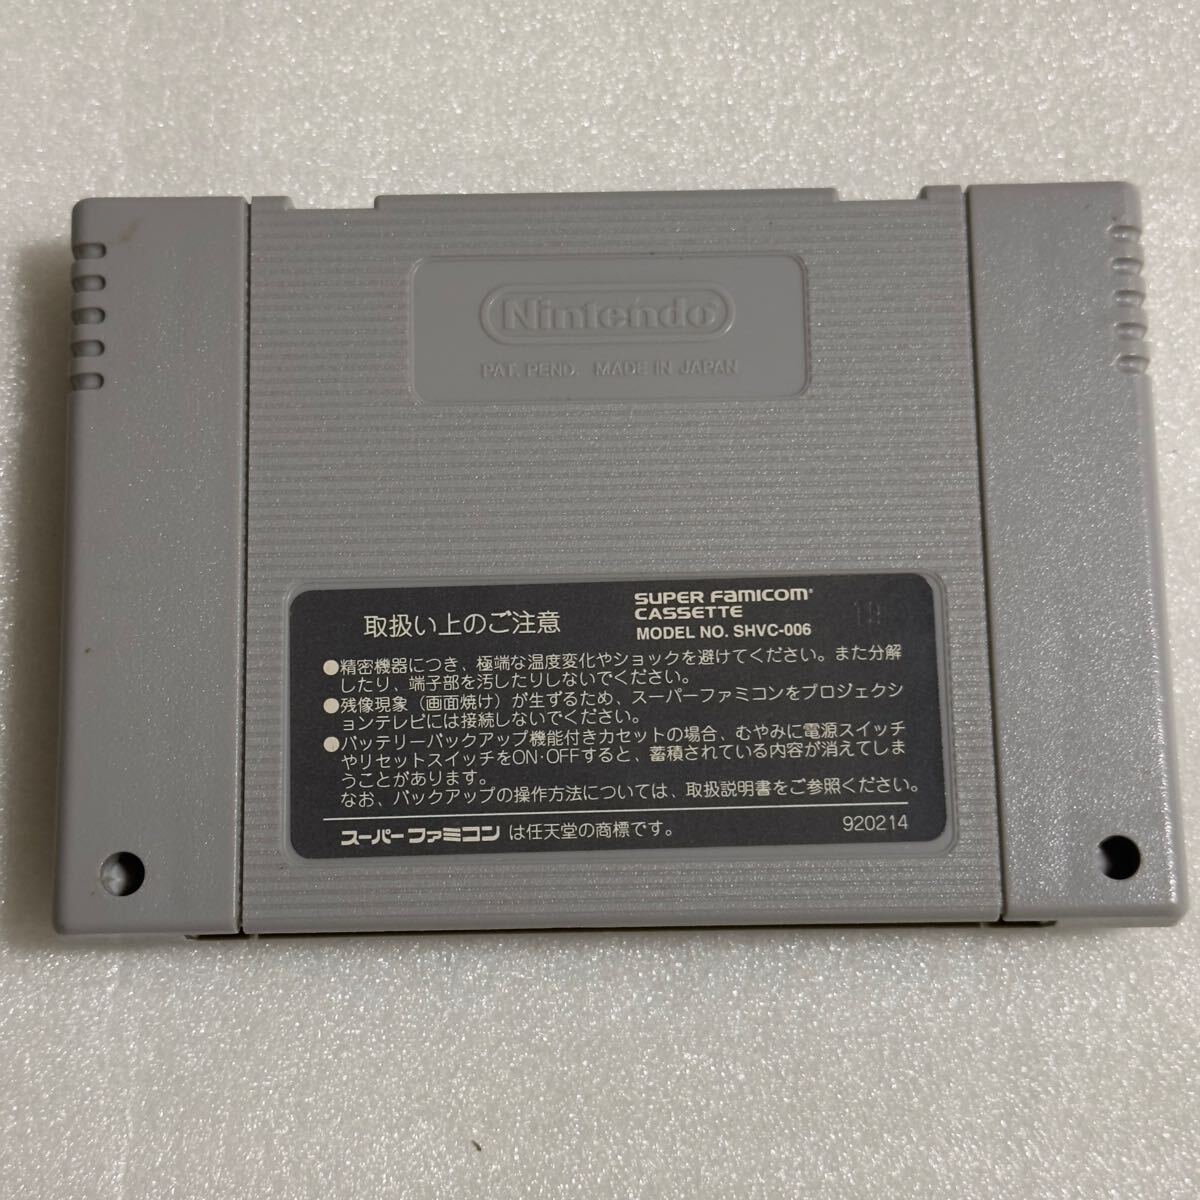 Nintendo
PAT. PEND. MADE IN JAPAN
取扱い上のご注意
SUPER FAMICOM
CASSETTE
MODEL NO. SHVC-006
19
●精密機器につき、極端な温度変化やショックを避けてください。また分解
したり、端子部を汚したりしないでください。
●残像現象（画面焼け）が生ずるため、スーパーファミコンをプロジェクシ
ョンテレビには接続しないでください。
●バッテリーバックアップ機能付きカセットの場合、むやみに電源スイッチ
やリセットスイッチをON・OFFすると、蓄積されている内容が消えてしま
うことがあります。
なお、バックアップの操作方法については、取扱説明書をご参照ください。
スーパーファミコン は任天堂の商標です。
920214